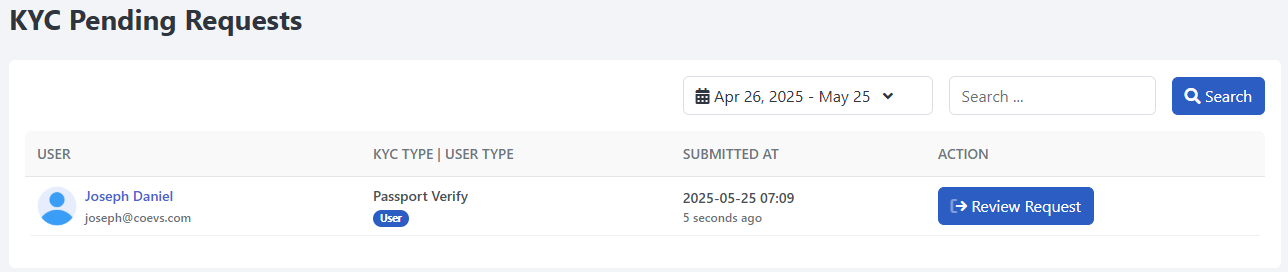 KYC Pending Requests
Apr 26, 2025 - May 25
Search ...
Search
USER KYC TYPE | USER TYPE SUBMITTED AT ACTION
Joseph Daniel Passport Verify 2025-05-25 07:09 Review Request
joseph@coevs.com User 5 seconds ago